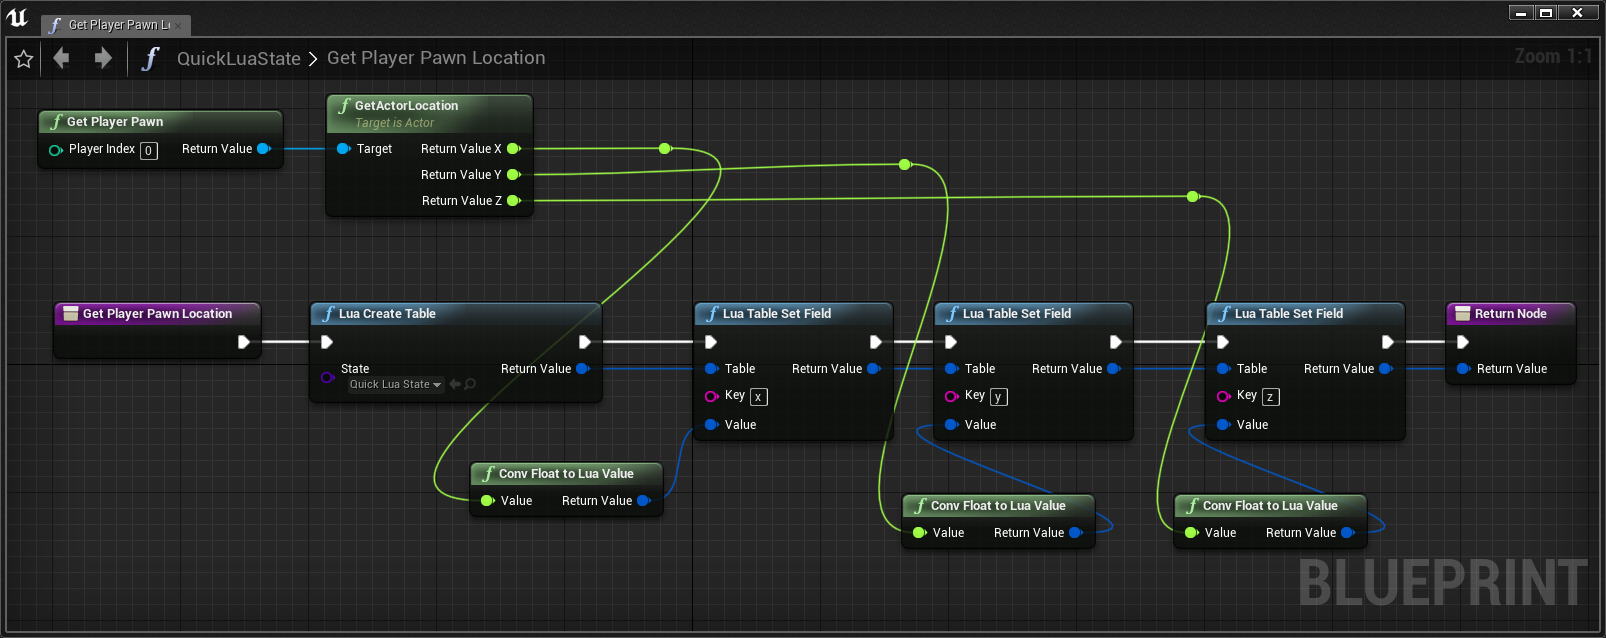 Get Player Pawn L
QuickLuaState > Get Player Pawn Location
Zoom 1:1
Get Player Pawn
Player Index 0 Return Value
GetActorLocation
Target is Actor
Target Return Value X
Return Value Y
Return Value Z
Get Player Pawn Location
Lua Create Table
State Return Value
Quick Lua State
Lua Table Set Field
Table Return Value
Key x
Value
Lua Table Set Field
Table Return Value
Key y
Value
Lua Table Set Field
Table Return Value
Key z
Value
Return Node
Return Value
Conv Float to Lua Value
Value Return Value
Conv Float to Lua Value
Value Return Value
Conv Float to Lua Value
Value Return Value
BLUEPRINT